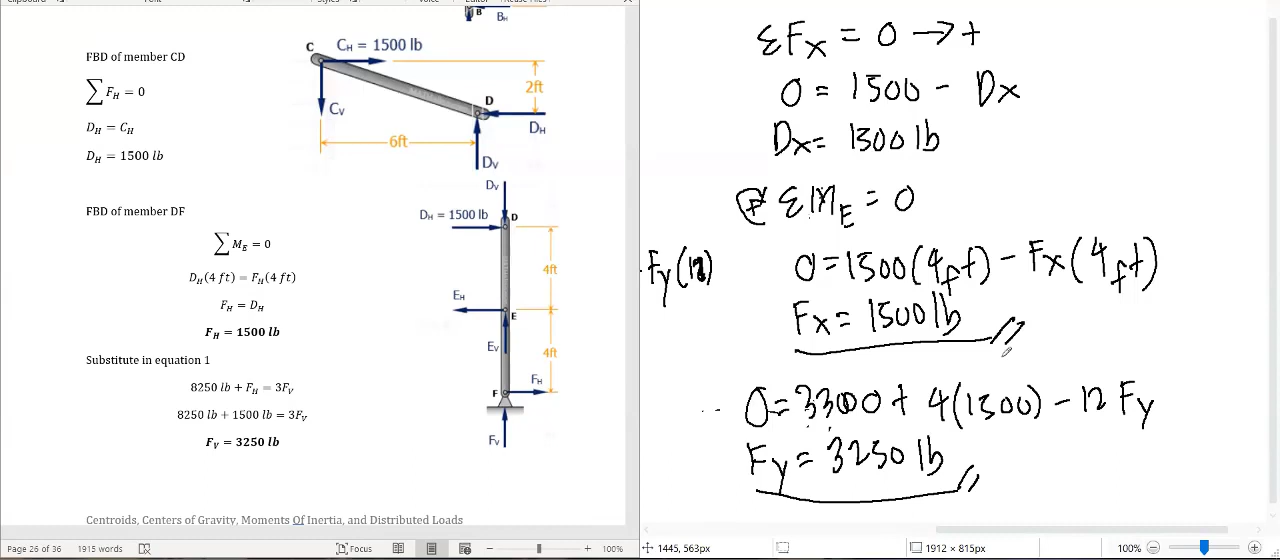 B
B_H
FBD of member CD
∑ F_H = 0
D_H = C_H
D_H = 1500 lb
C
C_H = 1500 lb
C_V
2ft
D
D_H
6ft
D_V
FBD of member DF
∑ M_E = 0
D_H(4 ft) = F_H(4 ft)
F_H = D_H
F_H = 1500 lb
Substitute in equation 1
8250 lb + F_H = 3F_V
8250 lb + 1500 lb = 3F_V
F_V = 3250 lb
D_V
D_H = 1500 lb
D
4ft
E_H
E
E_V
4ft
F_H
F
F_V
Centroids, Centers of Gravity, Moments Of Inertia, and Distributed Loads
Page 26 of 36
1915 words
Focus
100%
ΣFx = 0 → +
0 = 1500 - Dx
Dx = 1500 lb
+ ΣM_E = 0
Fy(12)
0 = 1500(4ft) - Fx(4ft)
Fx = 1500 lb
0 = 33000 + 4(1500) - 12 Fy
Fy = 3250 lb
1445, 563px
1912 × 815px
100%